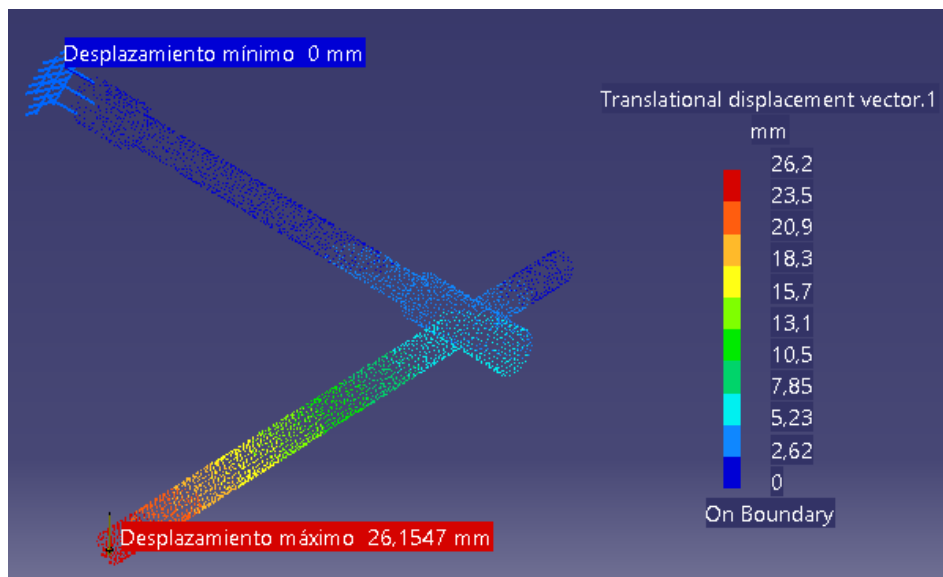 Desplazamiento mínimo 0 mm
Translational displacement vector.1
mm
26,2
23,5
20,9
18,3
15,7
13,1
10,5
7,85
5,23
2,62
0
On Boundary
Desplazamiento máximo 26,1547 mm